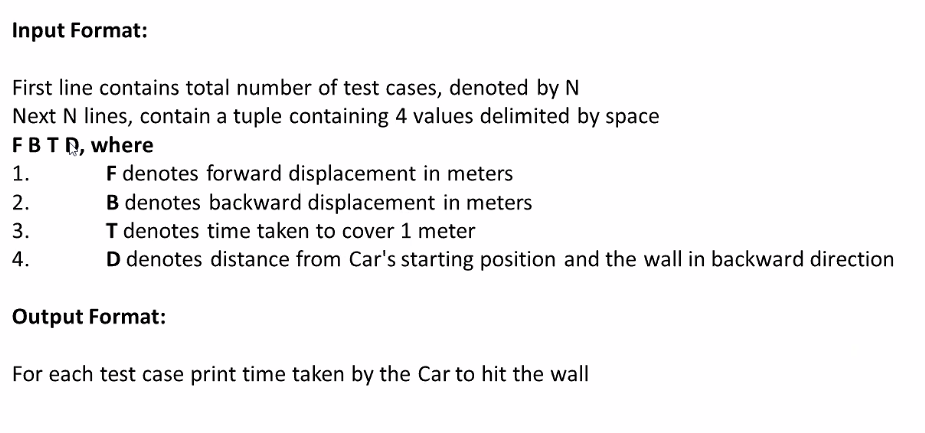 Input Format:
First line contains total number of test cases, denoted by N
Next N lines, contain a tuple containing 4 values delimited by space
F B T D, where
1. F denotes forward displacement in meters
2. B denotes backward displacement in meters
3. T denotes time taken to cover 1 meter
4. D denotes distance from Car's starting position and the wall in backward direction
Output Format:
For each test case print time taken by the Car to hit the wall